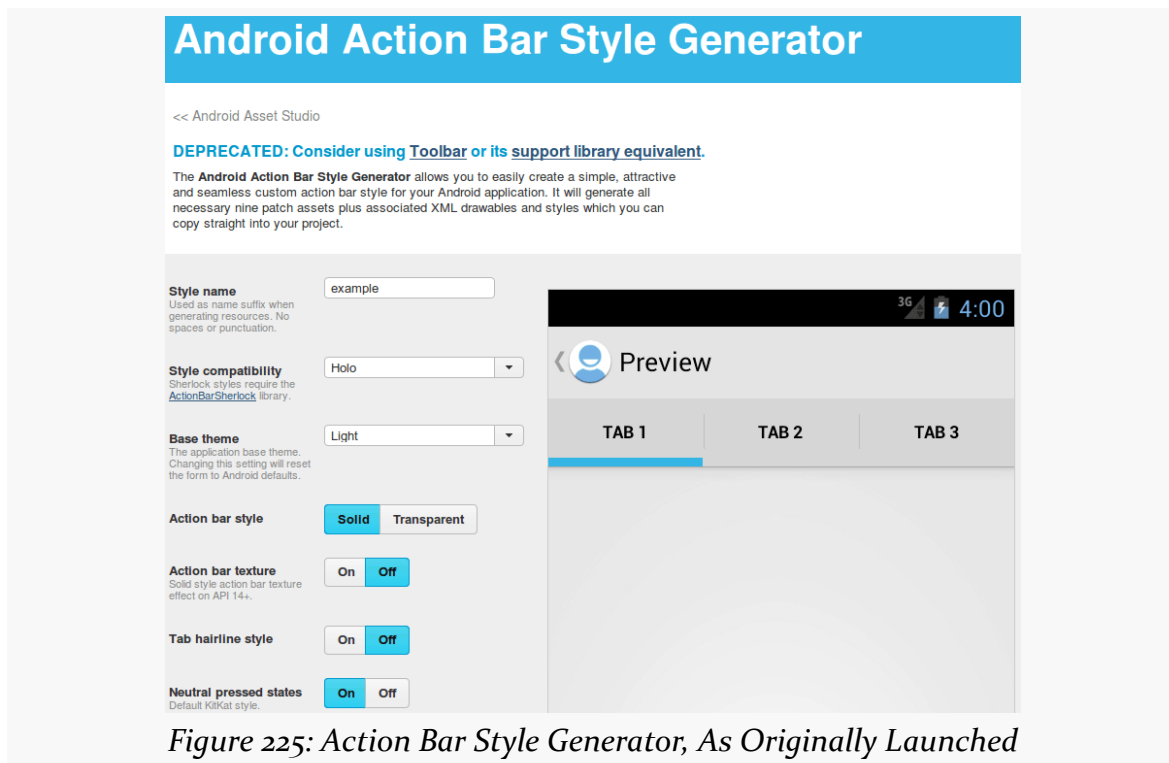 Android Action Bar Style Generator
<< Android Asset Studio
DEPRECATED: Consider using Toolbar or its support library equivalent.
The Android Action Bar Style Generator allows you to easily create a simple, attractive
and seamless custom action bar style for your Android application. It will generate all
necessary nine patch assets plus associated XML drawables and styles which you can
copy straight into your project.
Style name
Used as name suffix when
generating resources. No
spaces or punctuation.
example
Style compatibility
Sherlock styles require the
ActionBarSherlock library.
Holo
Base theme
The application base theme.
Changing this setting will reset
the form to Android defaults.
Light
Action bar style
Solid Transparent
Action bar texture
Solid style action bar texture
effect on API 14+.
On Off
Tab hairline style
On Off
Neutral pressed states
Default KitKat style.
On Off
3G 4:00
Preview
TAB 1 TAB 2 TAB 3
Figure 225: Action Bar Style Generator, As Originally Launched